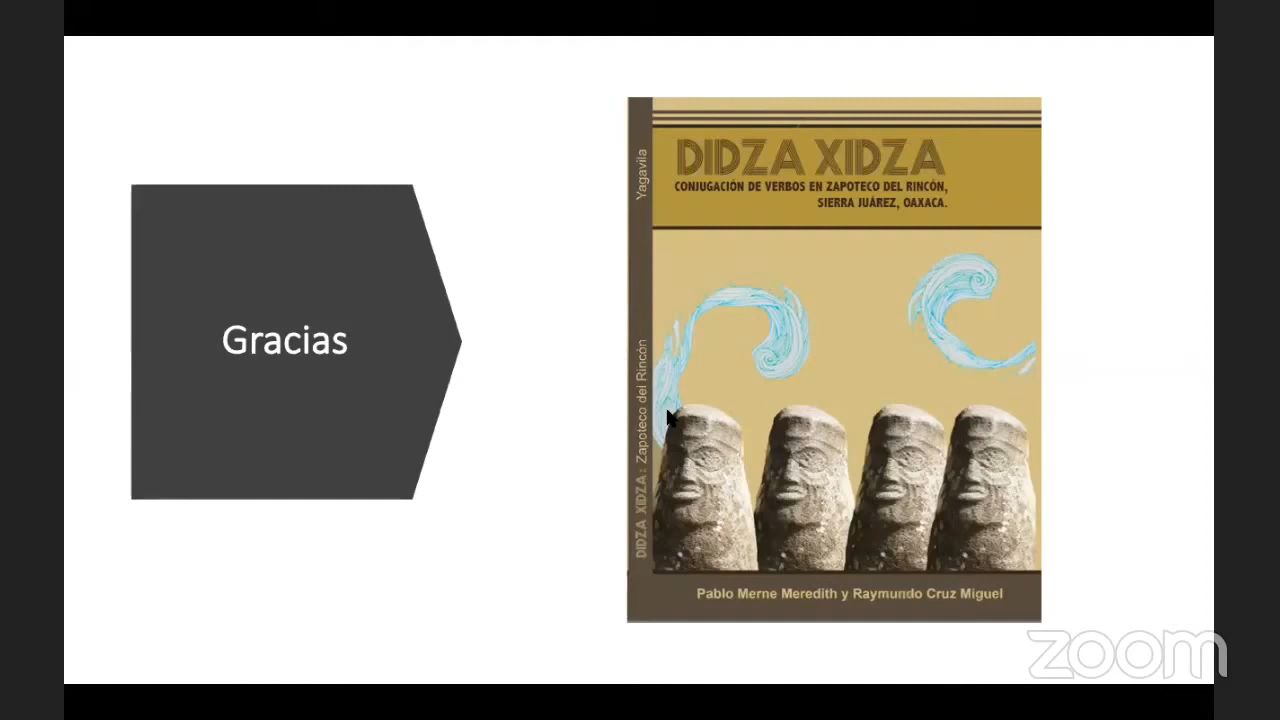 Gracias
Yagavila
DIDZA XIDZA : Zapoteco del Rincón
DIDZA XIDZA
CONJUGACIÓN DE VERBOS EN ZAPOTECO DEL RINCÓN,
SIERRA JUÁREZ, OAXACA.
Pablo Merne Meredith y Raymundo Cruz Miguel
zoom